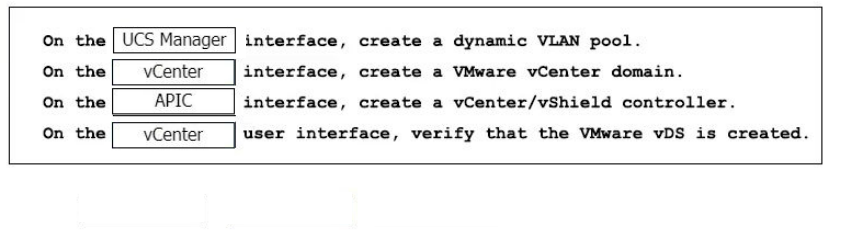 On the UCS Manager interface, create a dynamic VLAN pool.
On the vCenter interface, create a VMware vCenter domain.
On the APIC interface, create a vCenter/vShield controller.
On the vCenter user interface, verify that the VMware vDS is created.